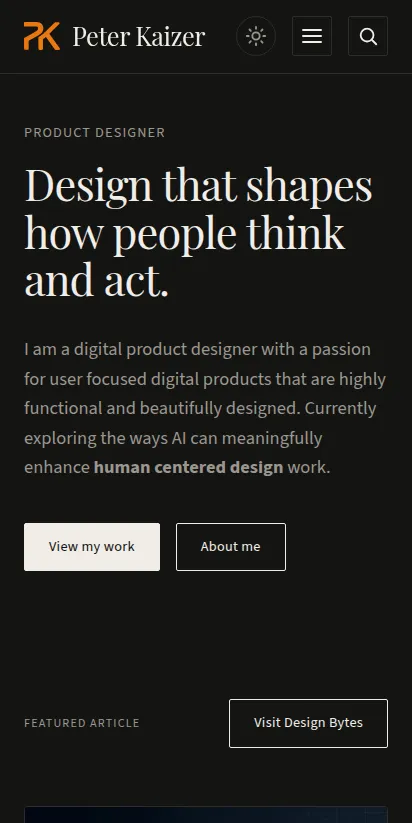 Peter Kaizer
PRODUCT DESIGNER
Design that shapes
how people think
and act.
I am a digital product designer with a passion
for user focused digital products that are highly
functional and beautifully designed. Currently
exploring the ways AI can meaningfully
enhance human centered design work.
View my work
About me
FEATURED ARTICLE
Visit Design Bytes